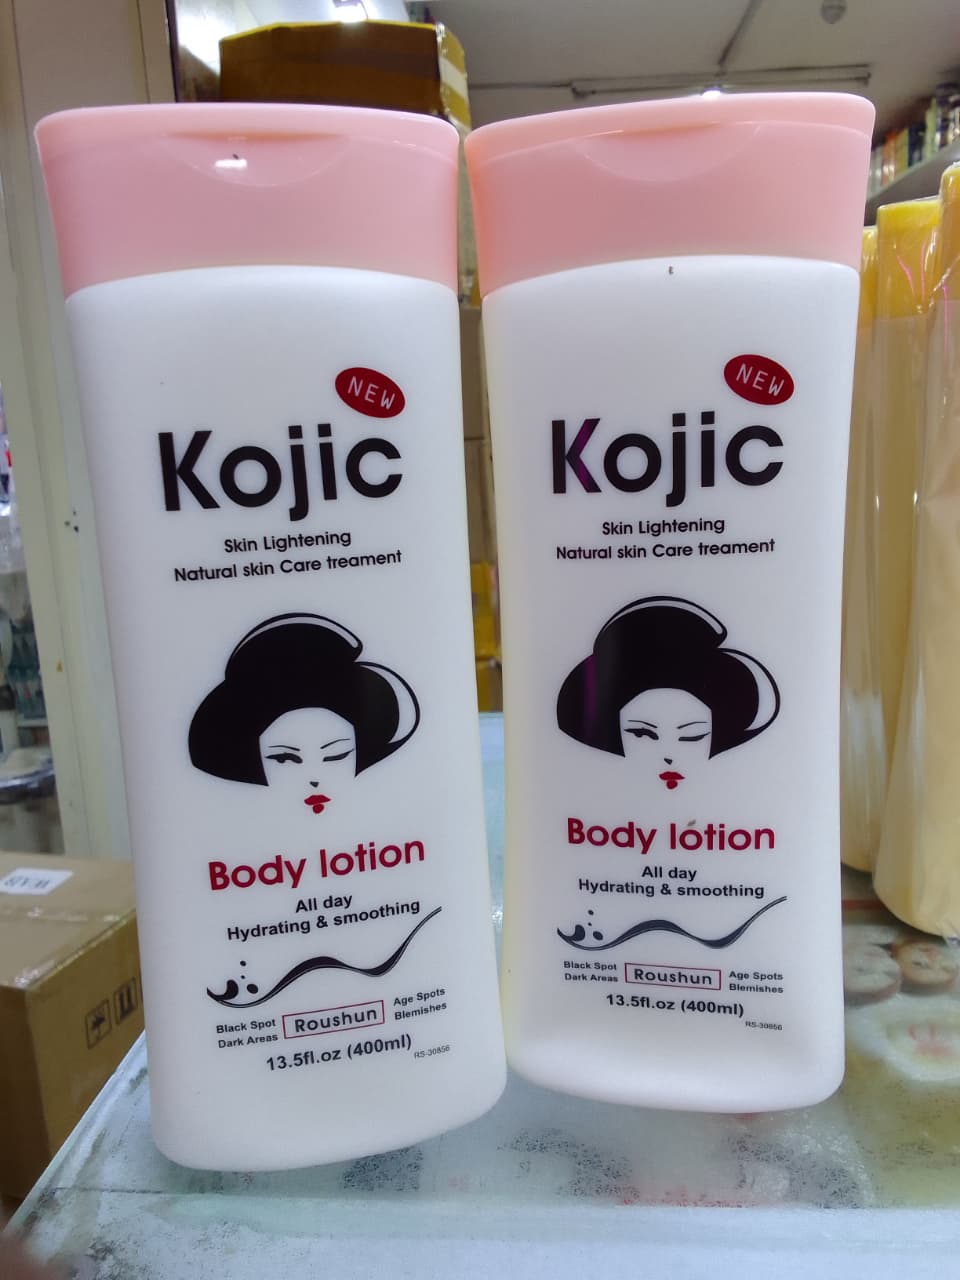 NEW
Kojic
Skin Lightening
Natural skin Care treament
Body lotion
All day
Hydrating & smoothing
Black Spot
Dark Areas
Roushun
Age Spots
Blemishes
13.5fl.oz (400ml)
RS-30856
NEW
Kojic
Skin Lightening
Natural skin Care treament
Body lotion
All day
Hydrating & smoothing
Black Spot
Dark Areas
Roushun
Age Spots
Blemishes
13.5fl.oz (400ml)
RS-30856